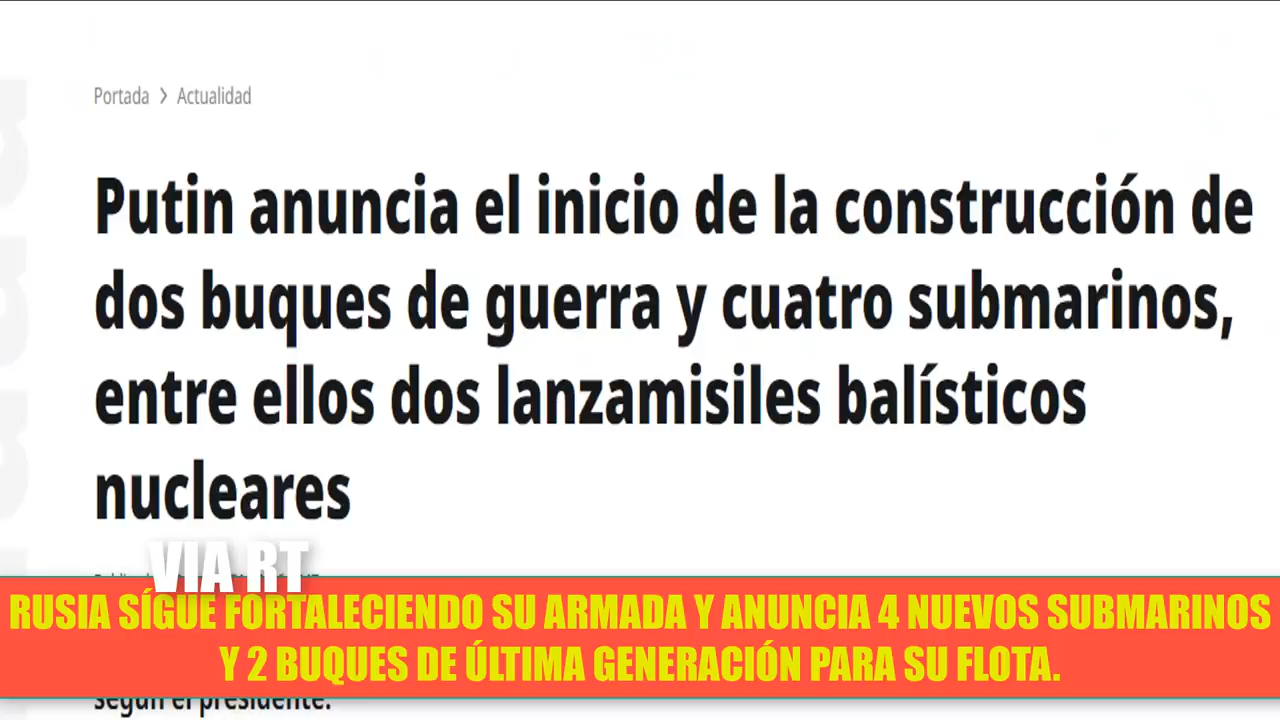 Portada > Actualidad
Putin anuncia el inicio de la construcción de
dos buques de guerra y cuatro submarinos,
entre ellos dos lanzamisiles balísticos
nucleares
VIA RT
RUSIA SÍGUE FORTALECIENDO SU ARMADA Y ANUNCIA 4 NUEVOS SUBMARINOS
Y 2 BUQUES DE ÚLTIMA GENERACIÓN PARA SU FLOTA.
según el presidente.